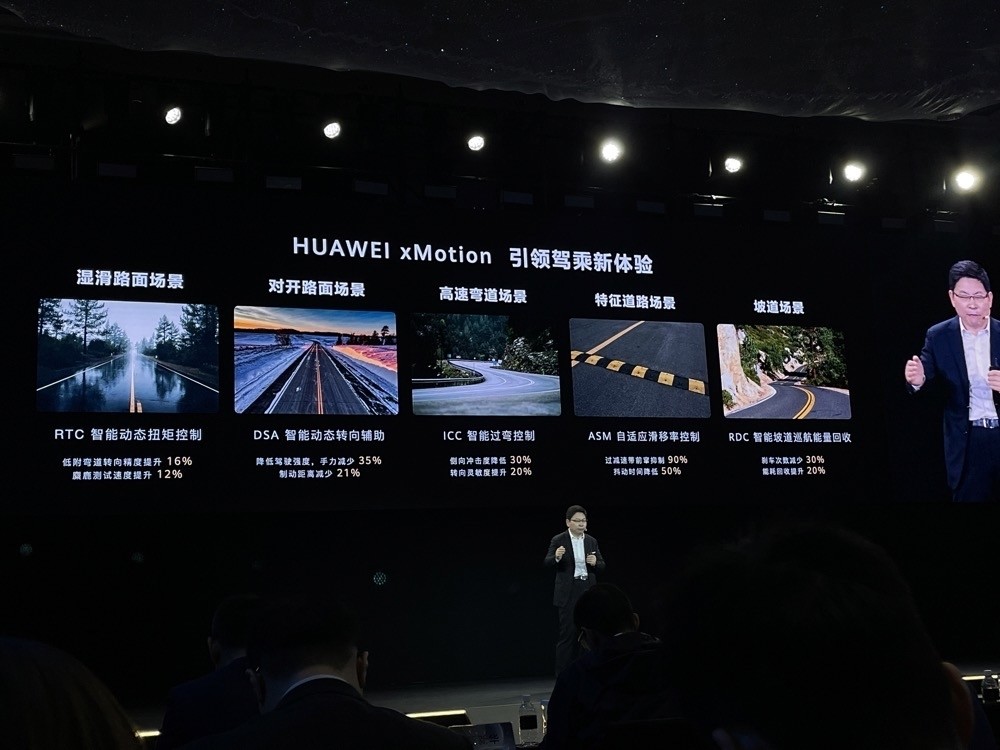 HUAWEI xMotion 引领驾乘新体验
湿滑路面场景
RTC 智能动态扭矩控制
低附弯道转向精度提升 16%
麋鹿测试速度提升 12%
对开路面场景
DSA 智能动态转向辅助
降低驾驶强度，手力减少 35%
制动距离减少 21%
高速弯道场景
ICC 智能过弯控制
侧向冲击度降低 30%
转向灵敏度提升 20%
特征道路场景
ASM 自适应滑移率控制
过减速带前窜抑制 90%
抖动时间降低 50%
坡道场景
RDC 智能坡道巡航能量回收
刹车次数减少 30%
能耗回收提升 20%